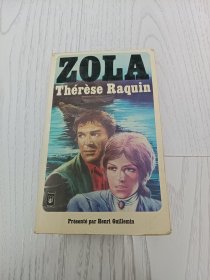 ZOLA
Thérèse Raquin
Présenté par Henri Guillemin